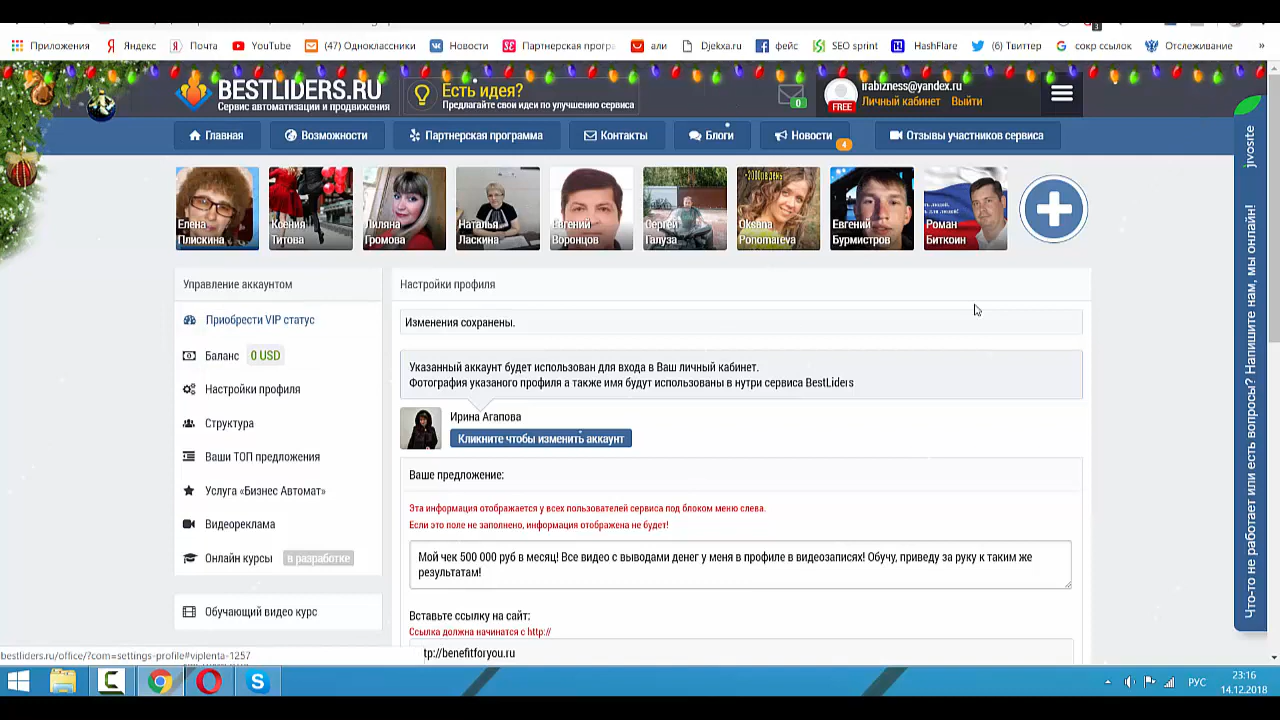 3
Приложения
Яндекс
Почта
YouTube
(47) Одноклассники
Новости
Партнерская прогр
али
Djekxa.ru
фейс
SEO sprint
HashFlare
(6) Твиттер
сокр ссылок
Отслеживание
»
BESTLIDERS.RU
Сервис автоматизации и продвижения
Есть идея?
Предлагайте свои идеи по улучшению сервиса
0
FREE
irabizness@yandex.ru
Личный кабинет Выйти
Главная
Возможности
Партнерская программа
Контакты
Блоги
Новости
4
Отзывы участников сервиса
Елена
Плискина
Ксения
Титова
Лиляна
Громова
Наталья
Ласкина
Евгений
Воронцов
Сергей
Галуза
Oksana
Ponomareva
Евгений
Бурмистров
Роман
Биткоин
jivosite
Что-то не работает или есть вопросы? Напишите нам, мы онлайн!
Управление аккаунтом
Приобрести VIP статус
Баланс 0 USD
Настройки профиля
Структура
Ваши ТОП предложения
Услуга «Бизнес Автомат»
Видеореклама
Онлайн курсы в разработке
Обучающий видео курс
Настройки профиля
Изменения сохранены.
Указанный аккаунт будет использован для входа в Ваш личный кабинет.
Фотография указаного профиля а также имя будут использованы в нутри сервиса BestLiders
Ирина Агапова
Кликните чтобы изменить аккаунт
Ваше предложение:
Эта информация отображается у всех пользователей сервиса под блоком меню слева.
Если это поле не заполнено, информация отображена не будет!
Мой чек 500 000 руб в месяц! Все видео с выводами денег у меня в профиле в видеозаписях! Обучу, приведу за руку к таким же
результатам!
Вставьте ссылку на сайт:
Ссылка должна начинатся с http://
tp://benefitforyou.ru
bestliders.ru/office/?com=settings-profile#viplenta-1257
РУС
23:16
14.12.2018